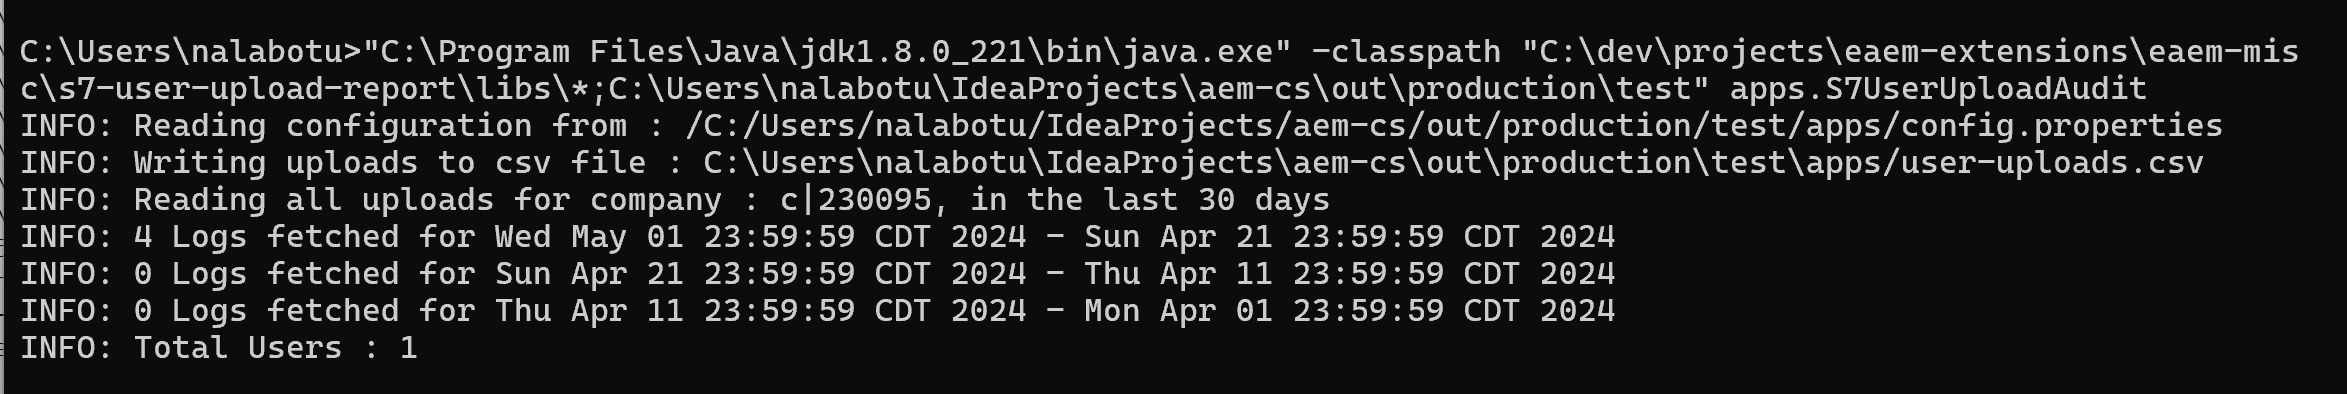 C:\Users\nalabotu>"C:\Program Files\Java\jdk1.8.0_221\bin\java.exe" -classpath "C:\dev\projects\eaem-extensions\eaem-mis
c\s7-user-upload-report\libs\*;C:\Users\nalabotu\IdeaProjects\aem-cs\out\production\test" apps.S7UserUploadAudit
INFO: Reading configuration from : /C:/Users/nalabotu/IdeaProjects/aem-cs/out/production/test/apps/config.properties
INFO: Writing uploads to csv file : C:\Users\nalabotu\IdeaProjects\aem-cs\out\production\test\apps/user-uploads.csv
INFO: Reading all uploads for company : c|230095, in the last 30 days
INFO: 4 Logs fetched for Wed May 01 23:59:59 CDT 2024 - Sun Apr 21 23:59:59 CDT 2024
INFO: 0 Logs fetched for Sun Apr 21 23:59:59 CDT 2024 - Thu Apr 11 23:59:59 CDT 2024
INFO: 0 Logs fetched for Thu Apr 11 23:59:59 CDT 2024 - Mon Apr 01 23:59:59 CDT 2024
INFO: Total Users : 1